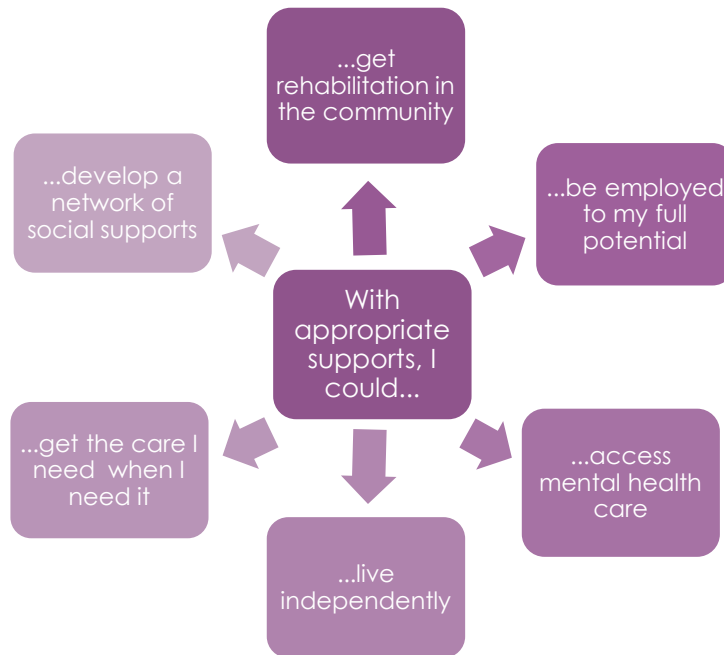 ...get
rehabilitation in
the community
...be employed
to my full
potential
...access
mental health
care
...live
independently
...get the care I
need when I
need it
...develop a
network of
social supports
With
appropriate
supports, I
could...